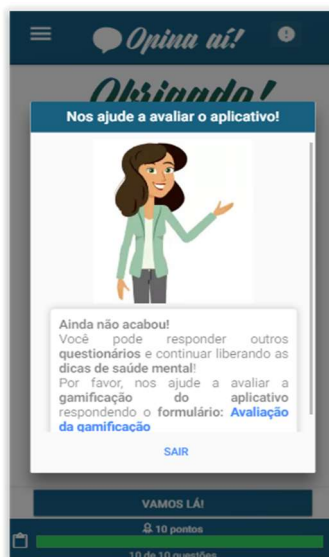 Opina aí!
Obrigado!
Nos ajude a avaliar o aplicativo!
Ainda não acabou!
Você pode responder outros
questionários e continuar liberando as
dicas de saúde mental!
Por favor, nos ajude a avaliar a
gamificação do aplicativo
respondendo o formulário: Avaliação
da gamificação
SAIR
VAMOS LÁ!
10 pontos
10 de 10 questões